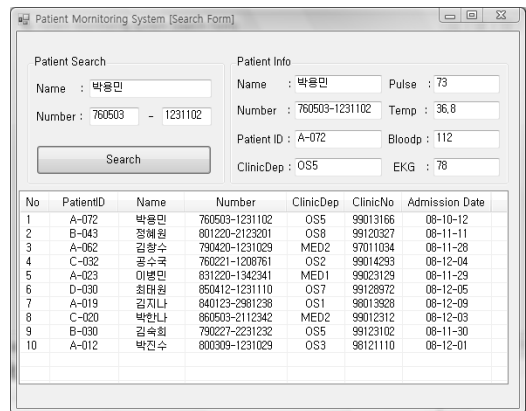 Patient Mornitoring System [Search Form]
Patient Search
Name : 박용민
Number : 760503 - 1231102
Search
Patient Info
Name : 박용민 Pulse : 73
Number : 760503-1231102 Temp : 36,8
Patient ID : A-072 Bloodp : 112
ClinicDep : OS5 EKG : 78
No PatientID Name Number ClinicDep ClinicNo Admission Date
1 A-072 박용민 760503-1231102 OS5 99013166 08-10-12
2 B-043 정혜원 801220-2123201 OS8 99120327 08-11-11
3 A-062 김창수 790420-1231029 MED2 97011034 08-11-28
4 C-032 공수국 760221-1208761 OS2 99014293 08-12-04
5 A-023 이병민 831220-1342341 MED1 99023129 08-11-29
6 D-030 최태원 850412-1231110 OS7 99128972 08-12-05
7 A-019 김지나 840123-2981238 OS1 98013928 08-12-09
8 C-020 박한나 860503-2112342 MED2 99012312 08-12-03
9 B-030 김숙희 790227-2231232 OS5 99123102 08-11-30
10 A-012 박진수 800309-1231029 OS3 98121110 08-12-01